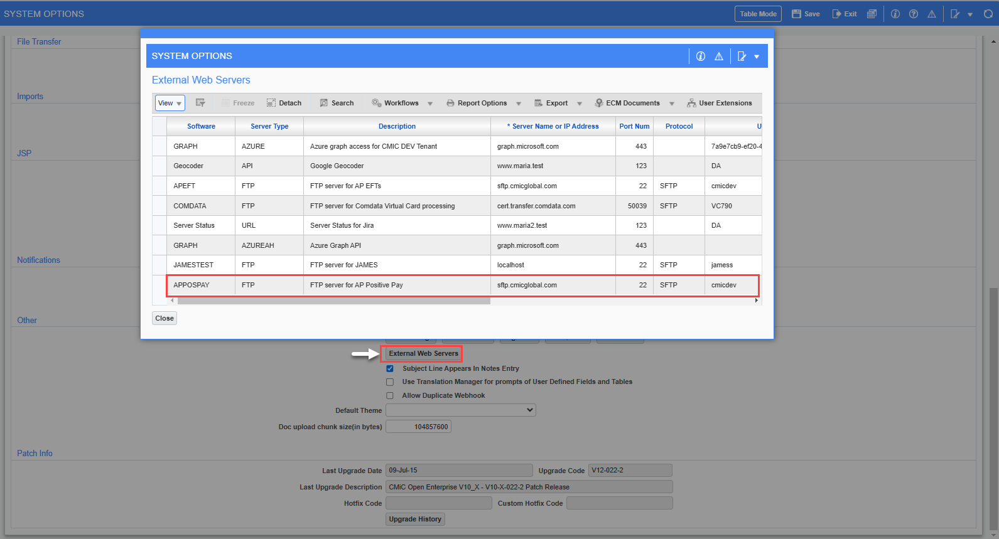 SYSTEM OPTIONS
Table Mode Save Exit
File Transfer
Imports
JSP
Notifications
Other
SYSTEM OPTIONS
External Web Servers
View Freeze Detach Search Workflows Report Options Export ECM Documents User Extensions
Software Server Type Description * Server Name or IP Address Port Num Protocol U
GRAPH AZURE Azure graph access for CMIC DEV Tenant graph.microsoft.com 443 7a9e7cb9-ef20-4
Geocoder API Google Geocoder www.maria.test 123 DA
APEFT FTP FTP server for AP EFTs sftp.cmicglobal.com 22 SFTP cmicdev
COMDATA FTP FTP server for Comdata Virtual Card processing cert.transfer.comdata.com 50039 SFTP VC790
Server Status URL Server Status for Jira www.maria2.test 123 DA
GRAPH AZUREAH Azure Graph API graph.microsoft.com 443
JAMESTEST FTP FTP server for JAMES localhost 22 SFTP jamess
APPOSPAY FTP FTP server for AP Positive Pay sftp.cmicglobal.com 22 SFTP cmicdev
Close
External Web Servers
Subject Line Appears In Notes Entry
Use Translation Manager for prompts of User Defined Fields and Tables
Allow Duplicate Webhook
Default Theme
Doc upload chunk size(in bytes) 104857600
Patch Info
Last Upgrade Date 09-Jul-15 Upgrade Code V12-022-2
Last Upgrade Description CMiC Open Enterprise V10_X - V10-X-022-2 Patch Release
Hotfix Code Custom Hotfix Code
Upgrade History